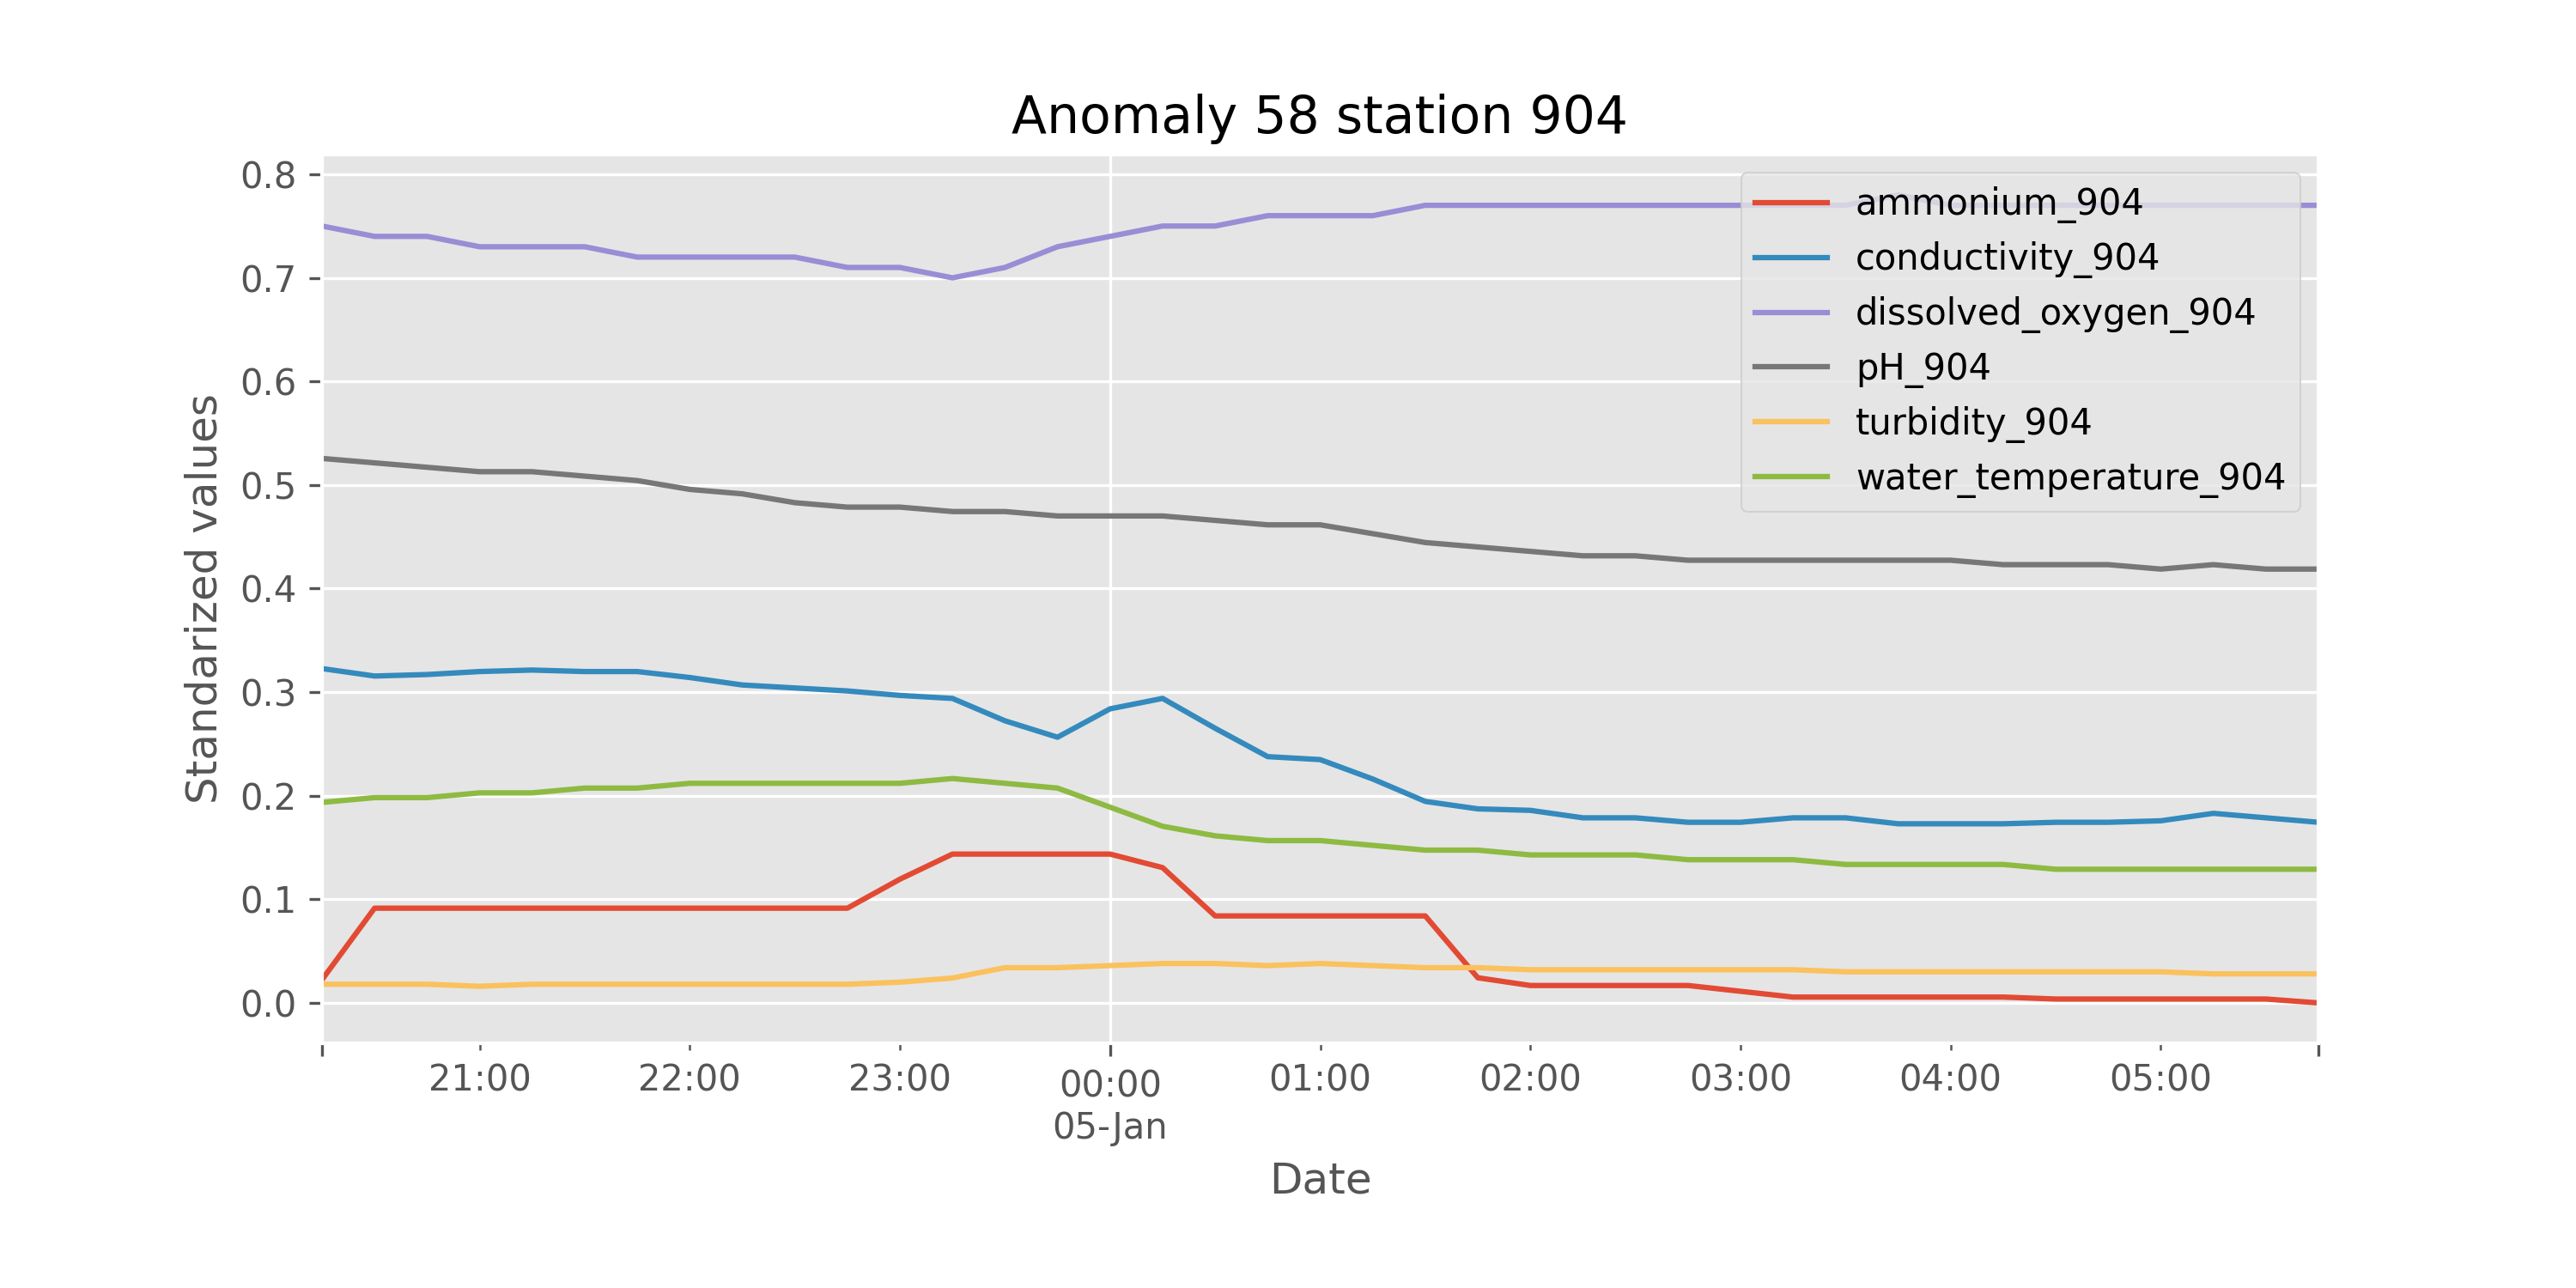 Anomaly 58 station 904
Standarized values
0.8
0.7
0.6
0.5
0.4
0.3
0.2
0.1
0.0
ammonium_904
conductivity_904
dissolved_oxygen_904
pH_904
turbidity_904
water_temperature_904
21:00 22:00 23:00 00:00 01:00 02:00 03:00 04:00 05:00
05-Jan
Date